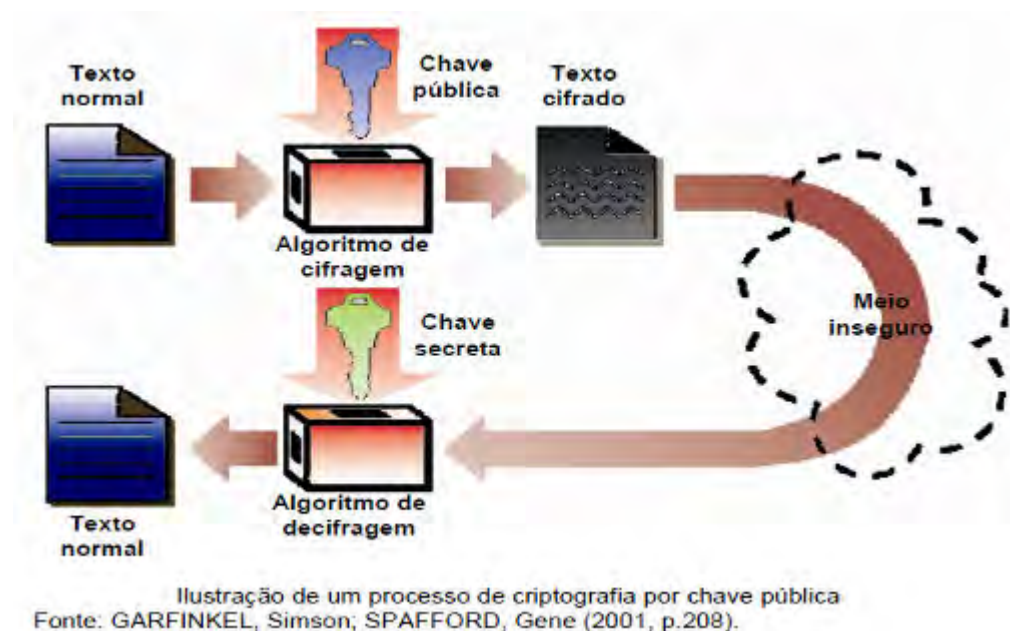 Texto
normal
Chave
pública
Texto
cifrado
Algoritmo de
cifragem
Meio
inseguro
Chave
secreta
Algoritmo de
decifragem
Texto
normal
Ilustração de um processo de criptografia por chave pública
Fonte: GARFINKEL, Simson; SPAFFORD, Gene (2001, p.208).